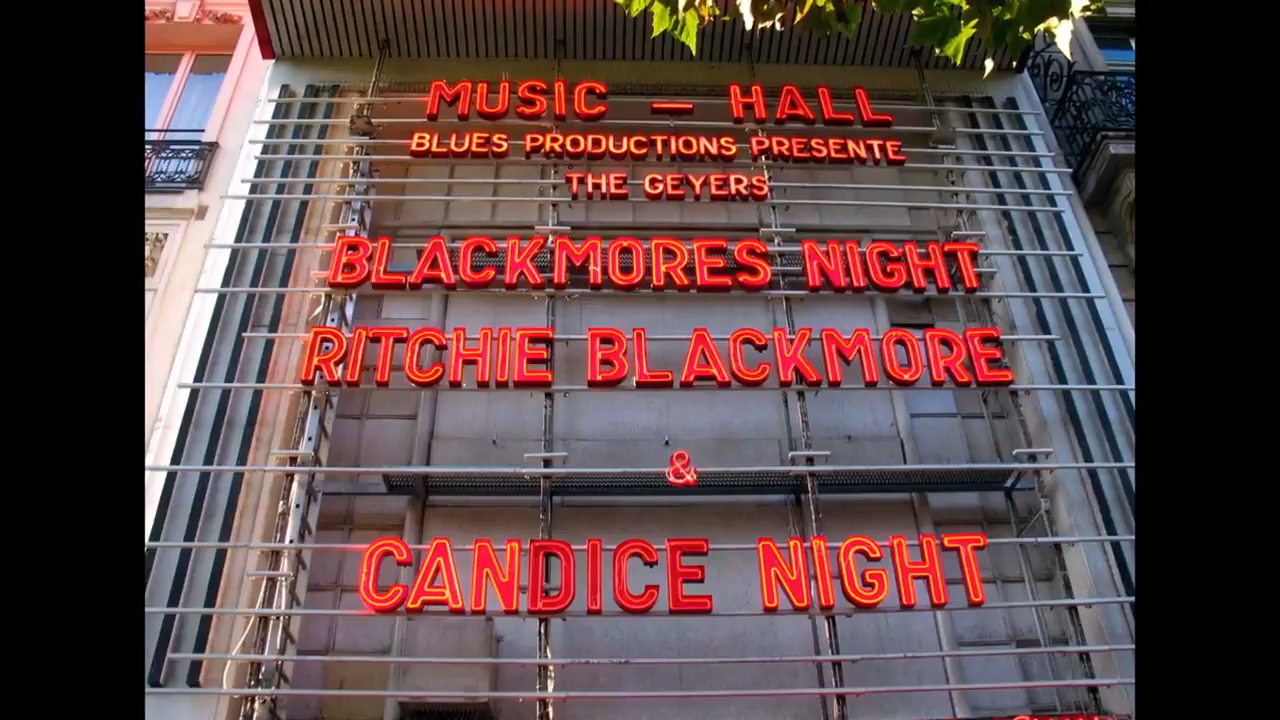 MUSIC — HALL
BLUES PRODUCTIONS PRESENTE
THE GEYERS
BLACKMORES NIGHT
RITCHIE BLACKMORE
&
CANDICE NIGHT